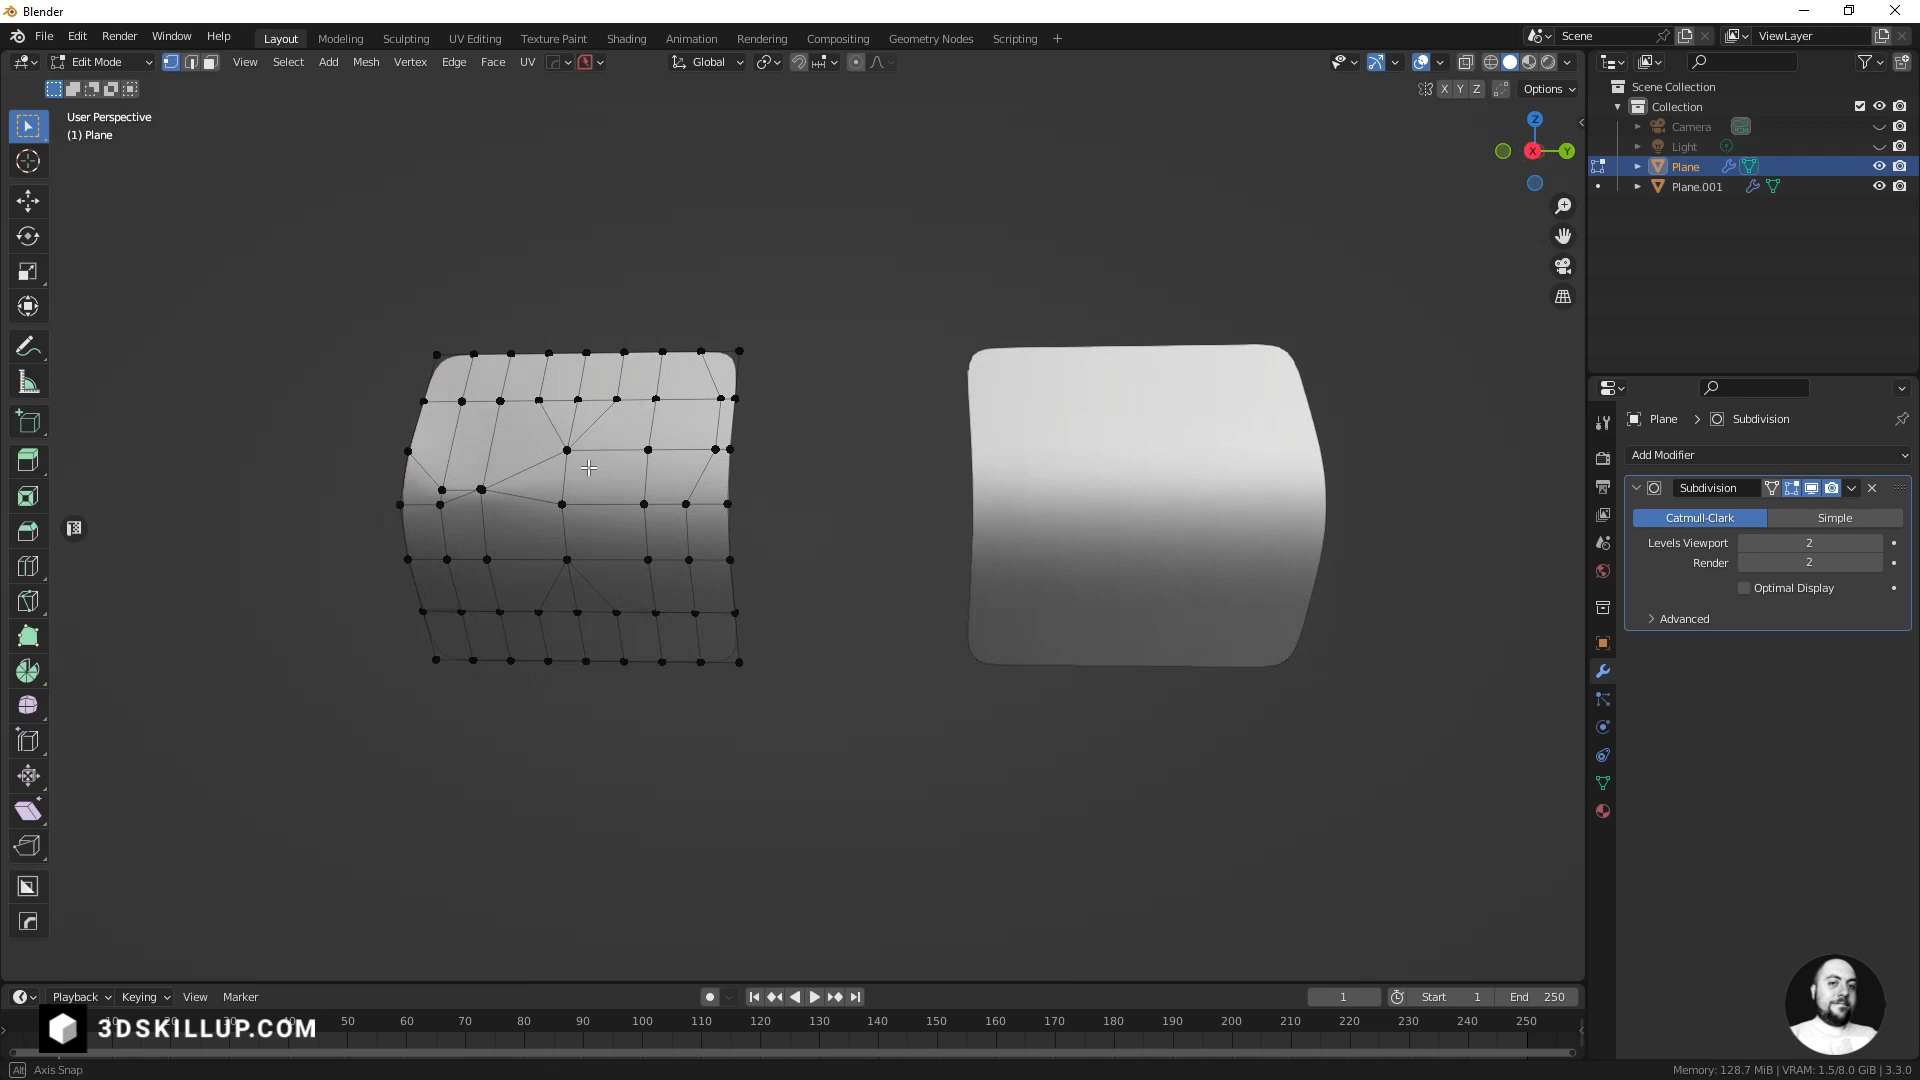 Blender
File Edit Render Window Help Layout Modeling Sculpting UV Editing Texture Paint Shading Animation Rendering Compositing Geometry Nodes Scripting + Scene ViewLayer
Edit Mode View Select Add Mesh Vertex Edge Face UV Global
X Y Z Options
User Perspective
(1) Plane
Z
X Y
Scene Collection
Collection
Camera
Light
Plane
Plane.001
Plane > Subdivision
Add Modifier
Subdivision
Catmull-Clark Simple
Levels Viewport 2
Render 2
Optimal Display
Advanced
Playback Keying View Marker 1 Start 1 End 250
10 20 30 40 50 60 70 80 90 100 110 120 130 140 150 160 170 180 190 200 210 220 230 240 250
3DSKILLUP.COM
Alt Axis Snap Memory: 128.7 MiB | VRAM: 1.5/8.0 GiB | 3.3.0